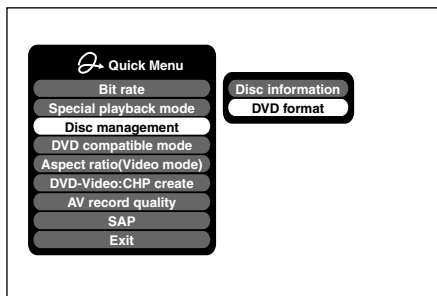 Quick Menu
Bit rate
Special playback mode
Disc management
DVD compatible mode
Aspect ratio(Video mode)
DVD-Video:CHP create
AV record quality
SAP
Exit
Disc information
DVD format